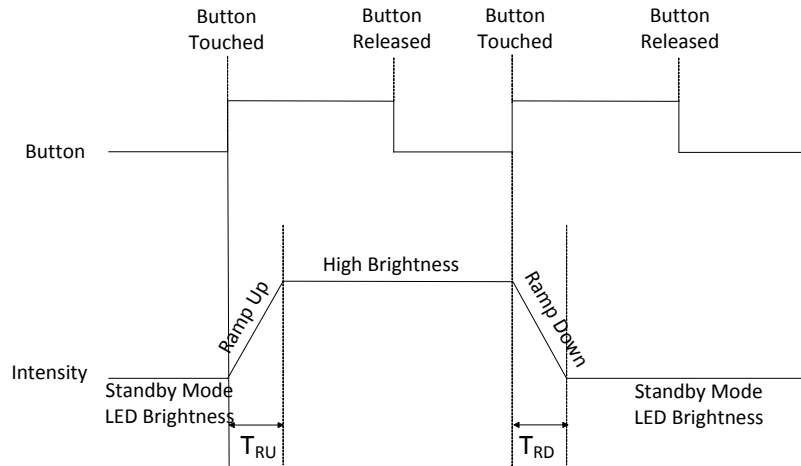 Button
Touched
Button
Released
Button
Touched
Button
Released
Button
High Brightness
Ramp Up
Ramp Down
Intensity
Standby Mode
LED Brightness
Standby Mode
LED Brightness
TRU
TRD